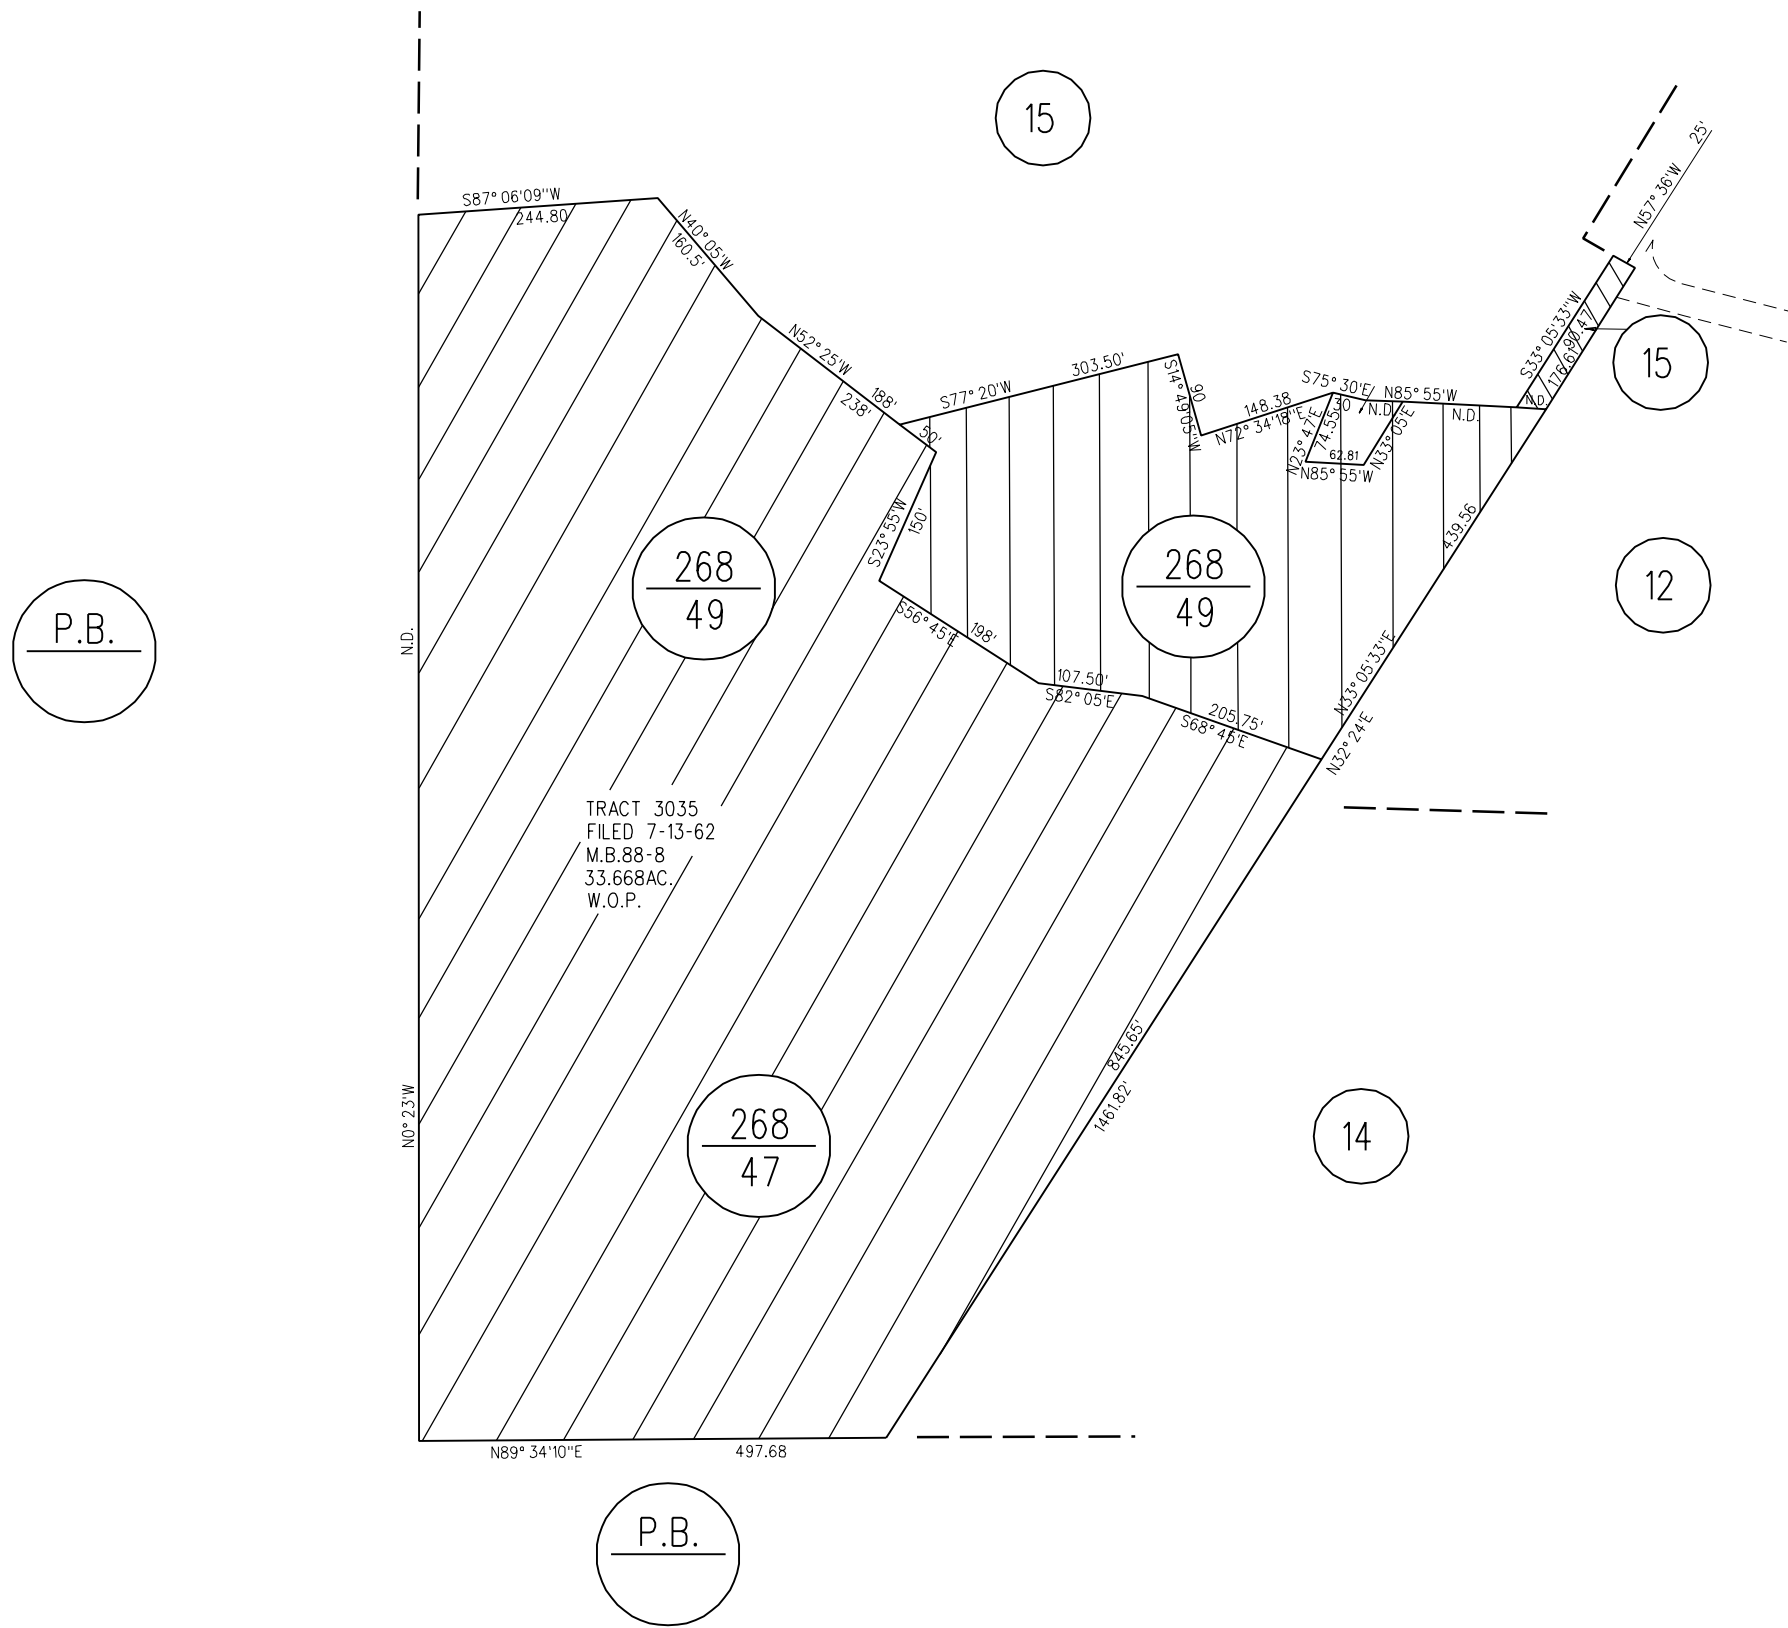 15
25'
N57° 36'W
S87° 06'09"W
244.80
N40° 05'W
160.5'
N52° 25'W
188'
238'
50'
S77° 20'W
303.50'
S14° 49'05"W
90
148.38
N72° 34'18"E
S75° 30'E
30
N.D.
N85° 55'W
N.D.
N23° 47'E
74.55
62.81
N85° 55'W
N33° 05'E
S33° 05'33"W
90.47
176.61
N.D.
15
S23° 55'W
150'
268
49
268
49
439.56
12
P.B.
N.D.
S56° 45'E
198'
107.50'
S82° 05'E
205.75'
S68° 45'E
N33° 05'33"E
N32° 24'E
TRACT 3035
FILED 7-13-62
M.B.88-8
33.668AC.
W.O.P.
845.65'
1461.82'
N0° 23'W
268
47
14
N89° 34'10"E
497.68
P.B.